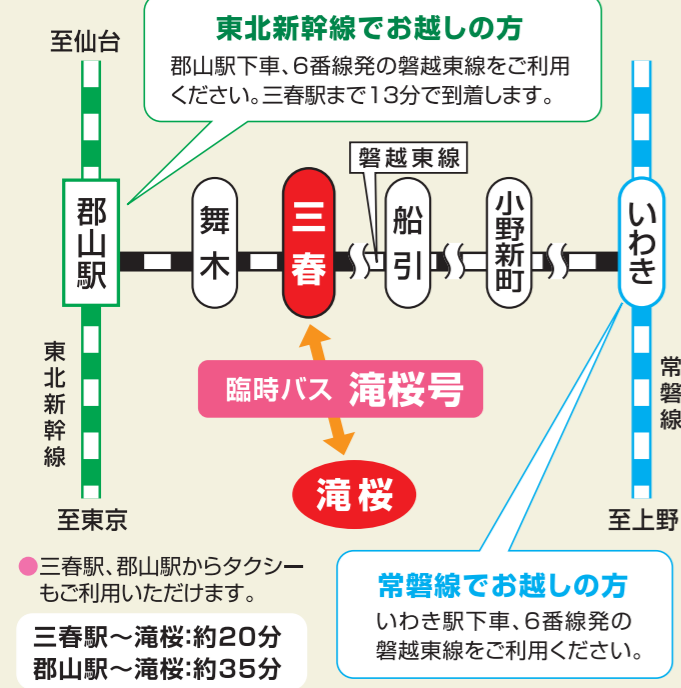 東北新幹線でお越しの方
郡山駅下車、6番線発の磐越東線をご利用
ください。三春駅まで13分で到着します。
至仙台
磐越東線
郡山駅
舞木
三春
船引
小野新町
いわき
東北新幹線
常磐線
臨時バス 滝桜号
滝桜
至東京
至上野
●三春駅、郡山駅からタクシー
もご利用いただけます。
三春駅~滝桜:約20分
郡山駅~滝桜:約35分
常磐線でお越しの方
いわき駅下車、6番線発の
磐越東線をご利用ください。